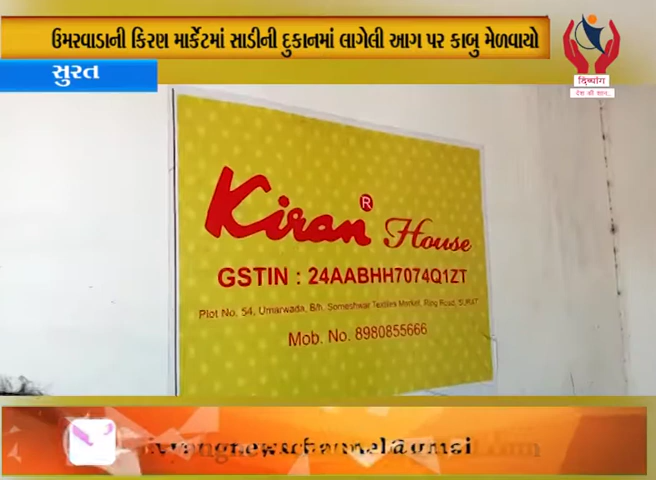 ઉમરવાડાની કિરણ માર્કેટમાં સાડીની દુકાનમાં લાગેલી આગ પર કાબુ મેળવાયો
સુરત
दिव्यांग
देश की शान..
Kiran ® House
GSTIN : 24AABHH7074Q1ZT
Plot No. 54, Umarwada, B/h. Someshwar Textiles Market, Ring Road, SURAT
Mob. No. 8980855666